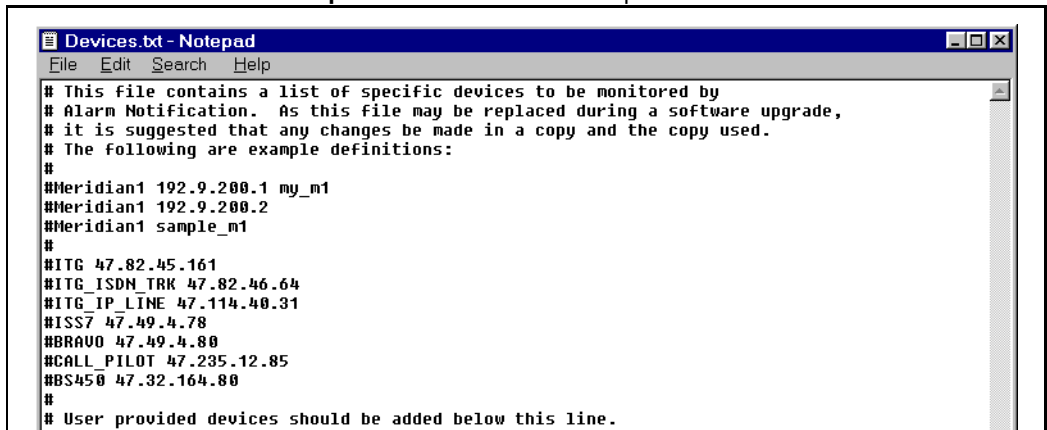 Devices.txt - Notepad
File Edit Search Help
# This file contains a list of specific devices to be monitored by
# Alarm Notification.  As this file may be replaced during a software upgrade,
# it is suggested that any changes be made in a copy and the copy used.
# The following are example definitions:
#
#Meridian1 192.9.200.1 my_m1
#Meridian1 192.9.200.2
#Meridian1 sample_m1
#
#ITG 47.82.45.161
#ITG_ISDN_TRK 47.82.46.64
#ITG_IP_LINE 47.114.40.31
#ISS7 47.49.4.78
#BRAVO 47.49.4.80
#CALL_PILOT 47.235.12.85
#BS450 47.32.164.80
#
# User provided devices should be added below this line.